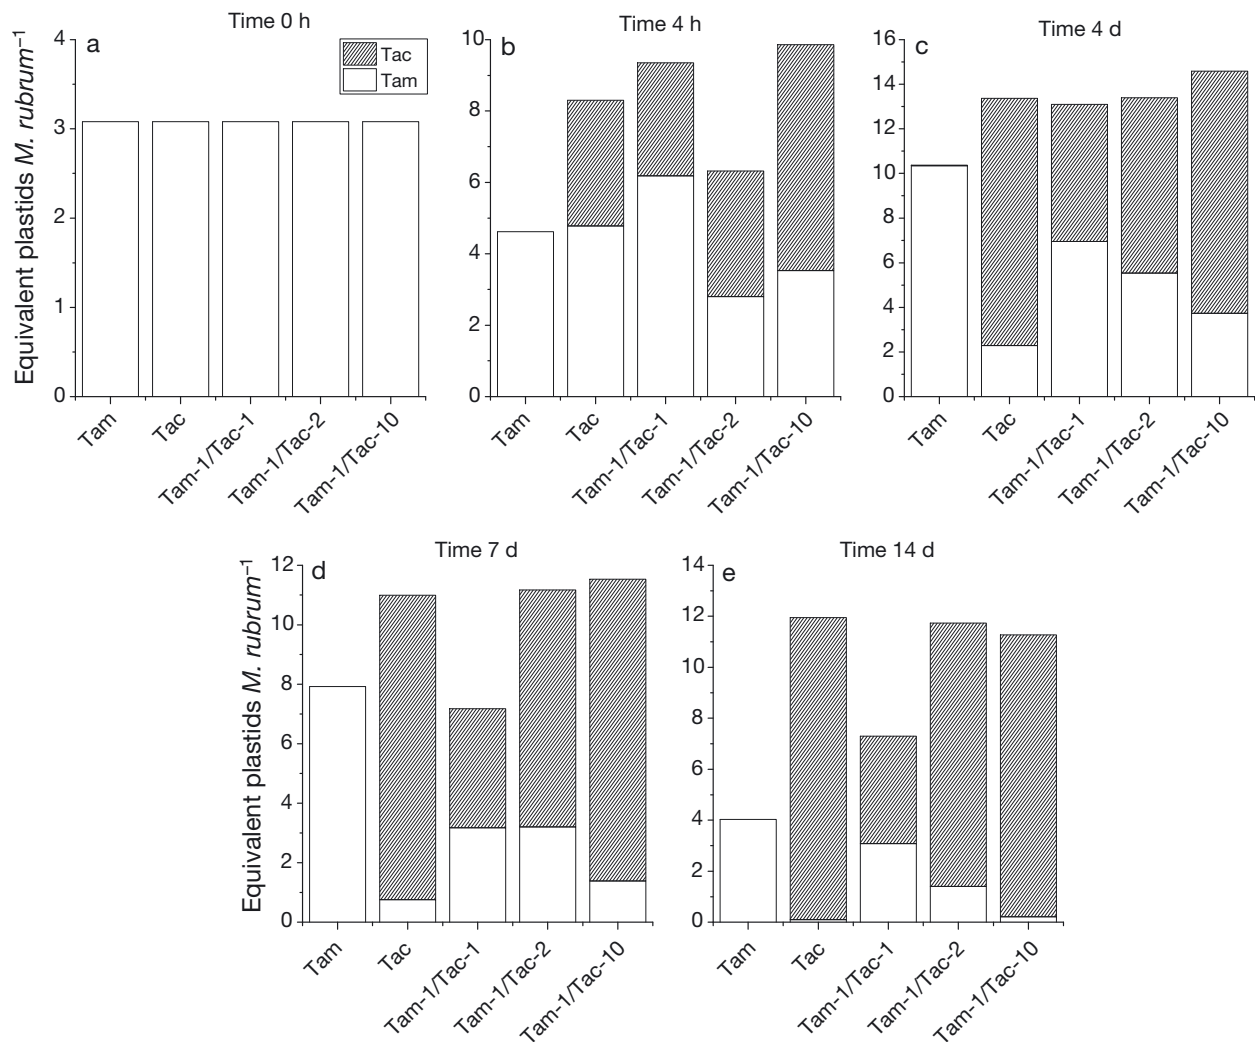 Time 0 h
a
Tac
Tam
Equivalent plastids M. rubrum⁻¹
4
3
2
1
0
Tam
Tac
Tam-1/Tac-1
Tam-1/Tac-2
Tam-1/Tac-10
Time 4 h
b
10
8
6
4
2
0
Tam
Tac
Tam-1/Tac-1
Tam-1/Tac-2
Tam-1/Tac-10
Time 4 d
c
16
14
12
10
8
6
4
2
0
Tam
Tac
Tam-1/Tac-1
Tam-1/Tac-2
Tam-1/Tac-10
Time 7 d
d
Equivalent plastids M. rubrum⁻¹
12
10
8
6
4
2
0
Tam
Tac
Tam-1/Tac-1
Tam-1/Tac-2
Tam-1/Tac-10
Time 14 d
e
14
12
10
8
6
4
2
0
Tam
Tac
Tam-1/Tac-1
Tam-1/Tac-2
Tam-1/Tac-10